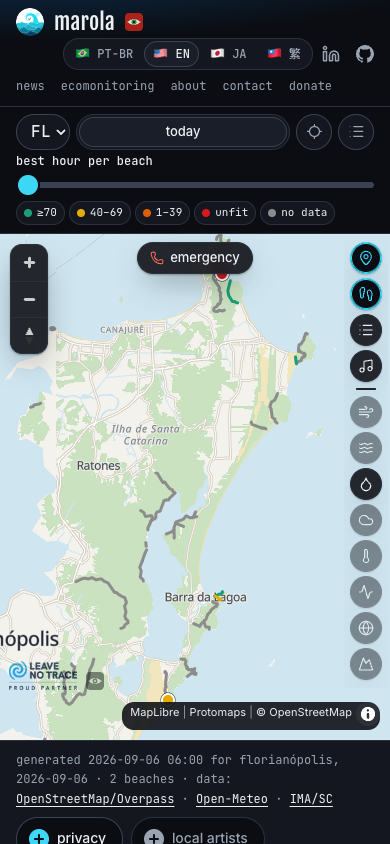 marola
PT-BR EN JA 繁
news ecomonitoring about contact donate
FL today
best hour per beach
≥70 40–69 1–39 unfit no data
emergency
CANAJURÊ
Ilha de Santa
Catarina
Ratones
Barra da Lagoa
nópolis
LEAVE
NO TRACE
PROUD PARTNER
MapLibre | Protomaps | © OpenStreetMap
generated 2026-09-06 06:00 for florianópolis,
2026-09-06 · 2 beaches · data:
OpenStreetMap/Overpass · Open-Meteo · IMA/SC
privacy local artists